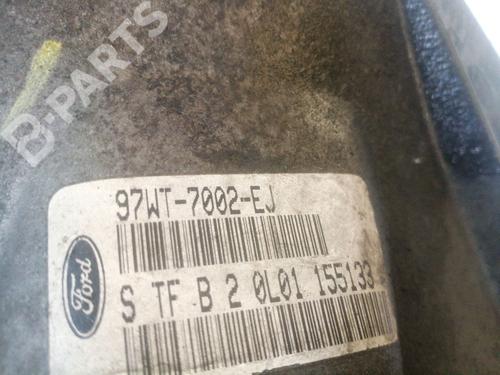 B-PARTS
97WT-7002-EJ
Ford
S TF B 2 0L01 155133